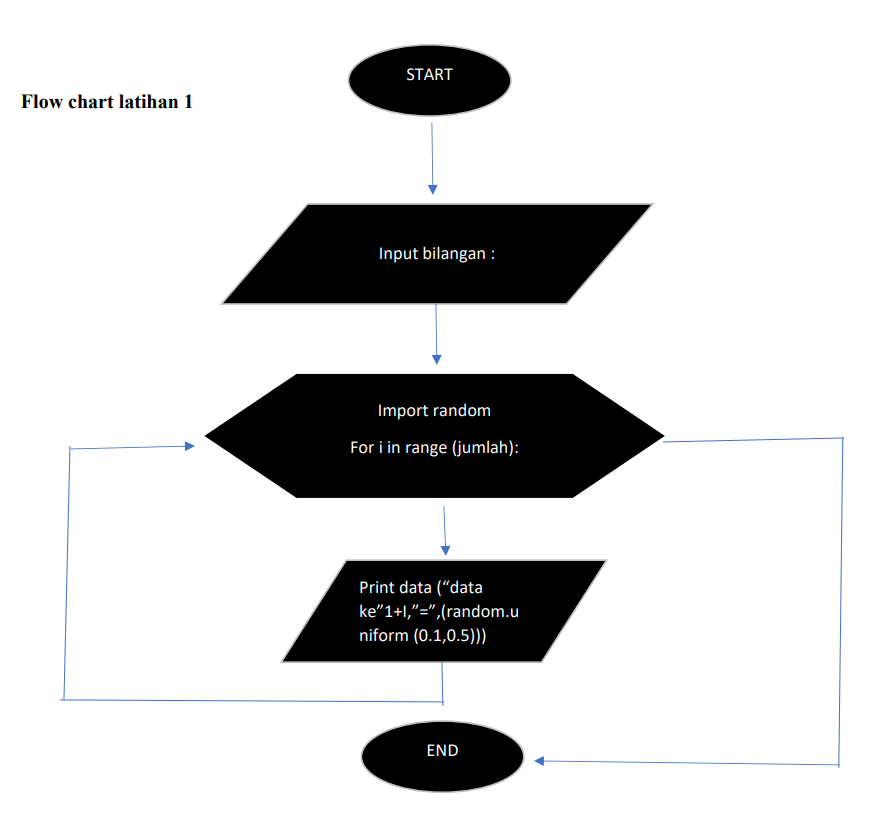 START
Flow chart latihan 1
Input bilangan :
Import random
For i in range (jumlah):
Print data (“data
ke”1+I,”=”,(random.u
niform (0.1,0.5)))
END